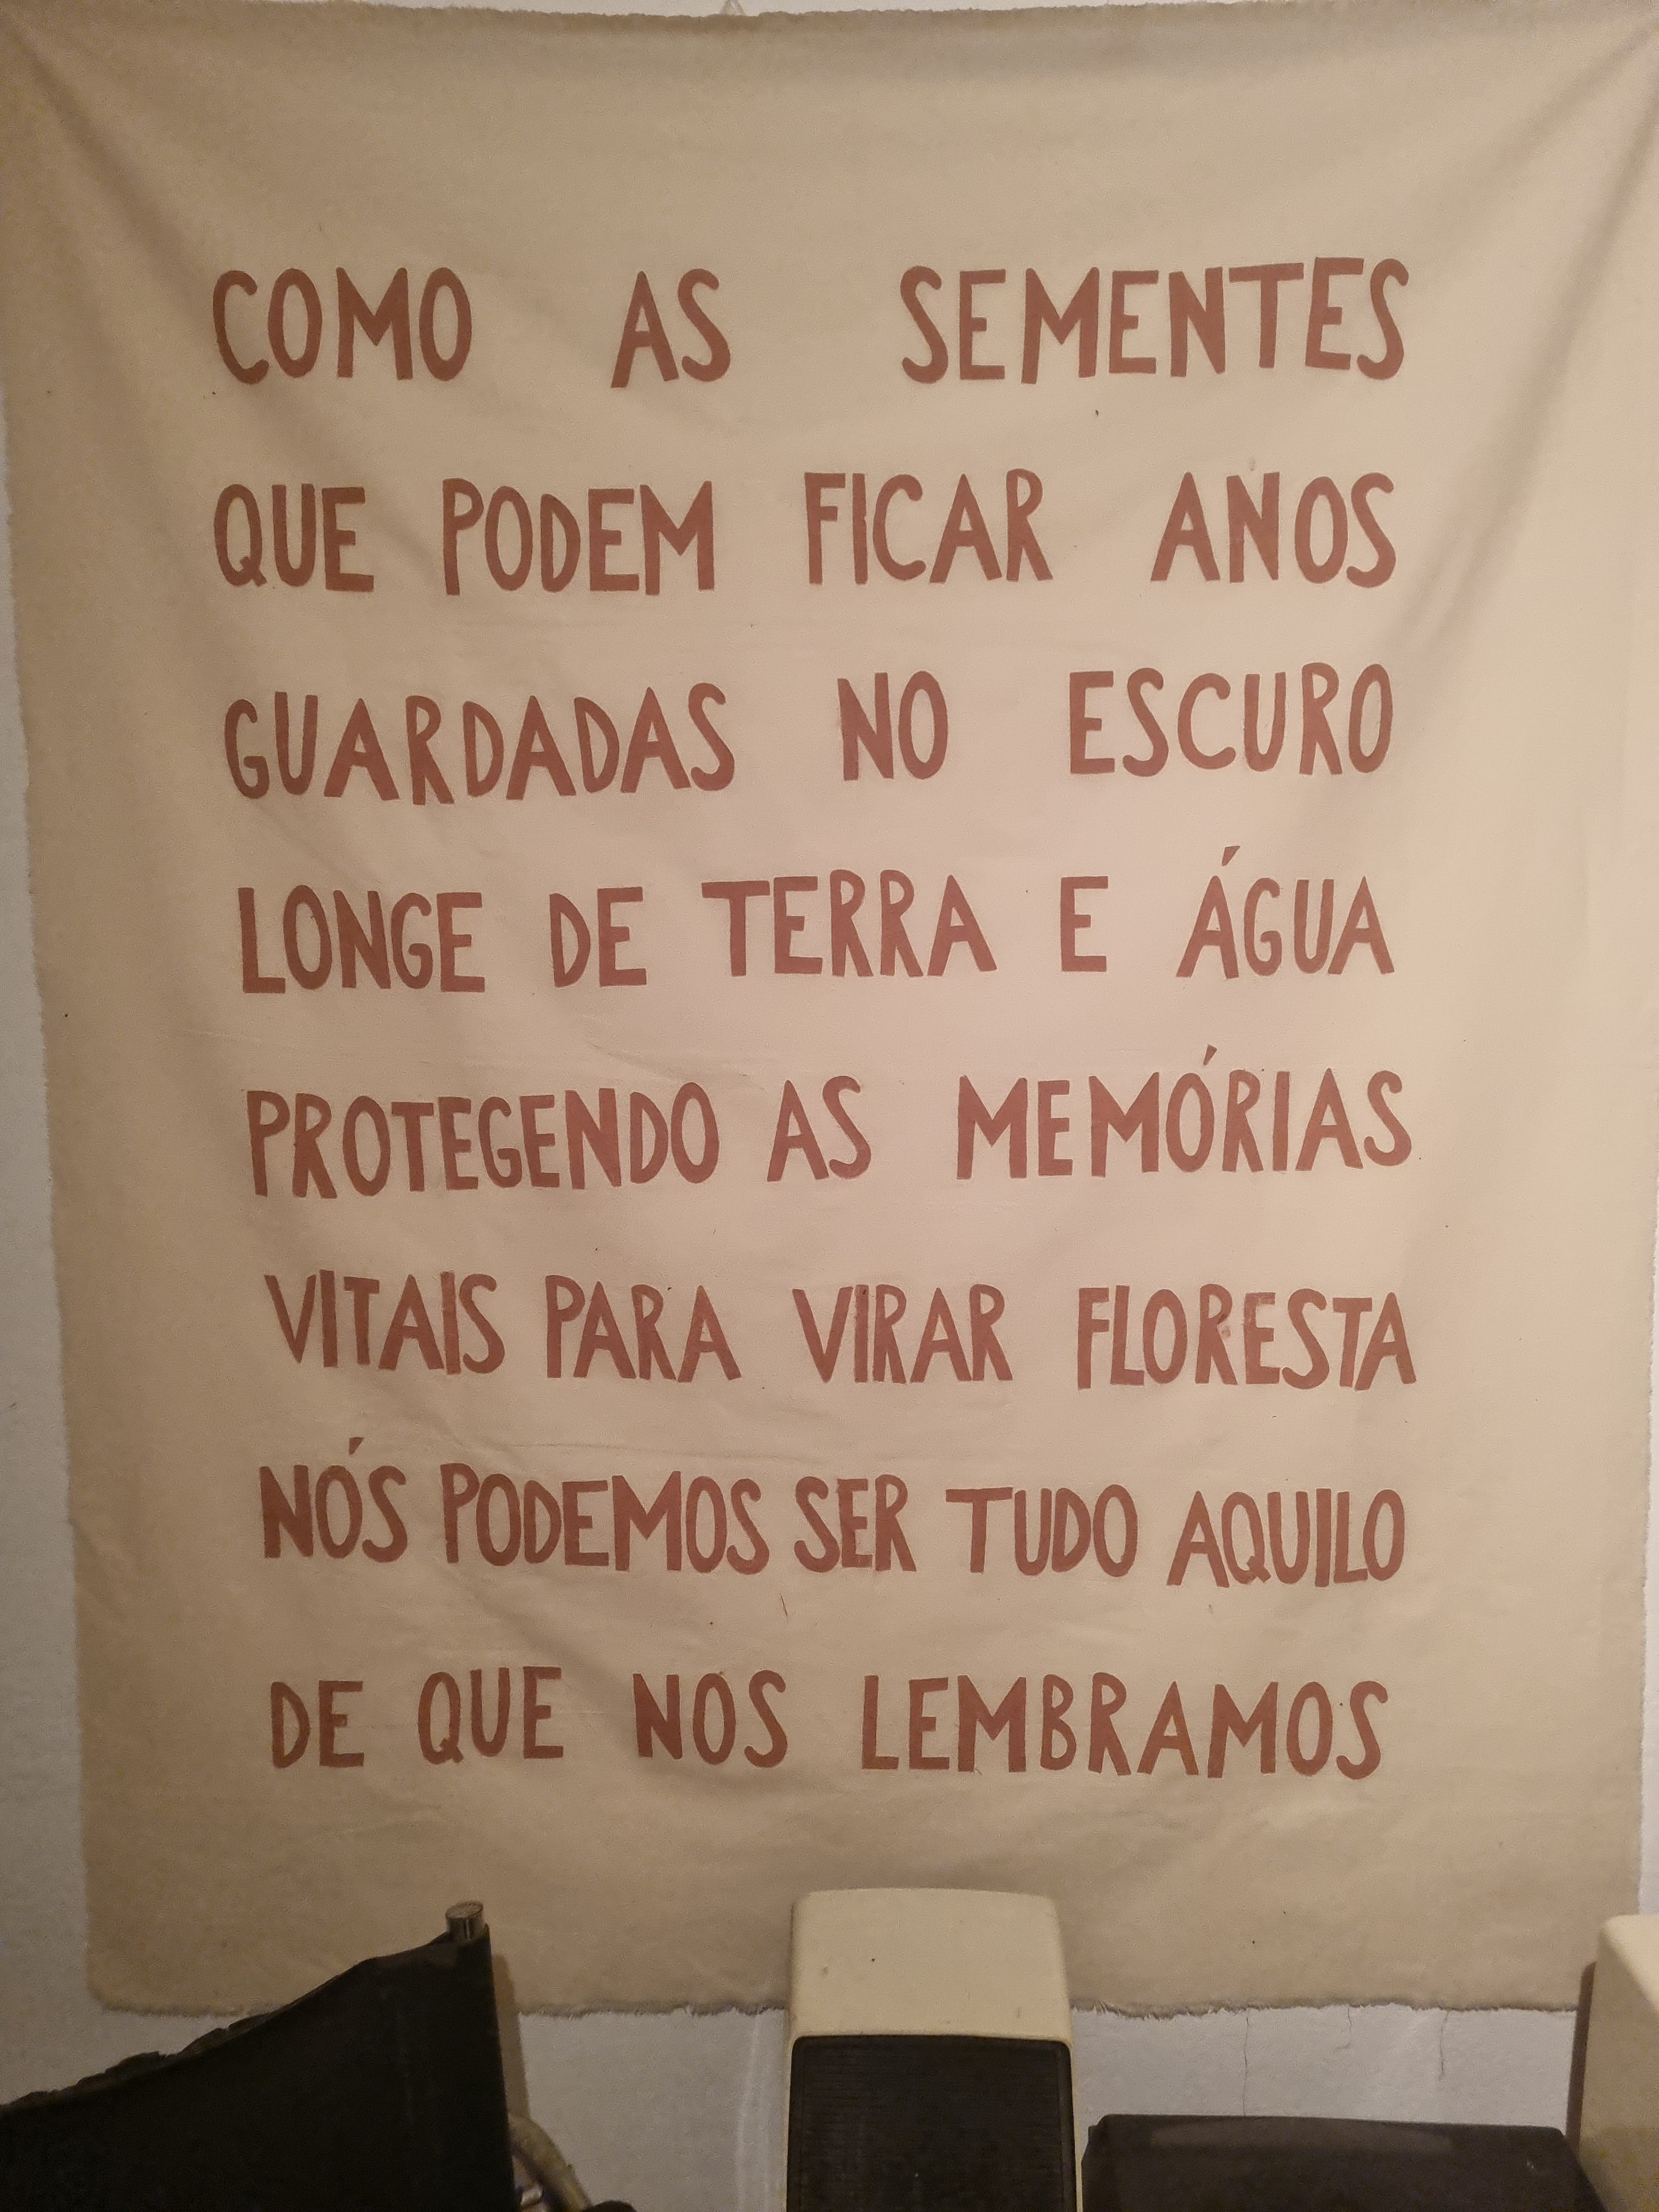 COMO AS SEMENTES
QUE PODEM FICAR ANOS
GUARDADAS NO ESCURO
LONGE DE TERRA E ÁGUA
PROTEGENDO AS MEMÓRIAS
VITAIS PARA VIRAR FLORESTA
NÓS PODEMOS SER TUDO AQUILO
DE QUE NOS LEMBRAMOS